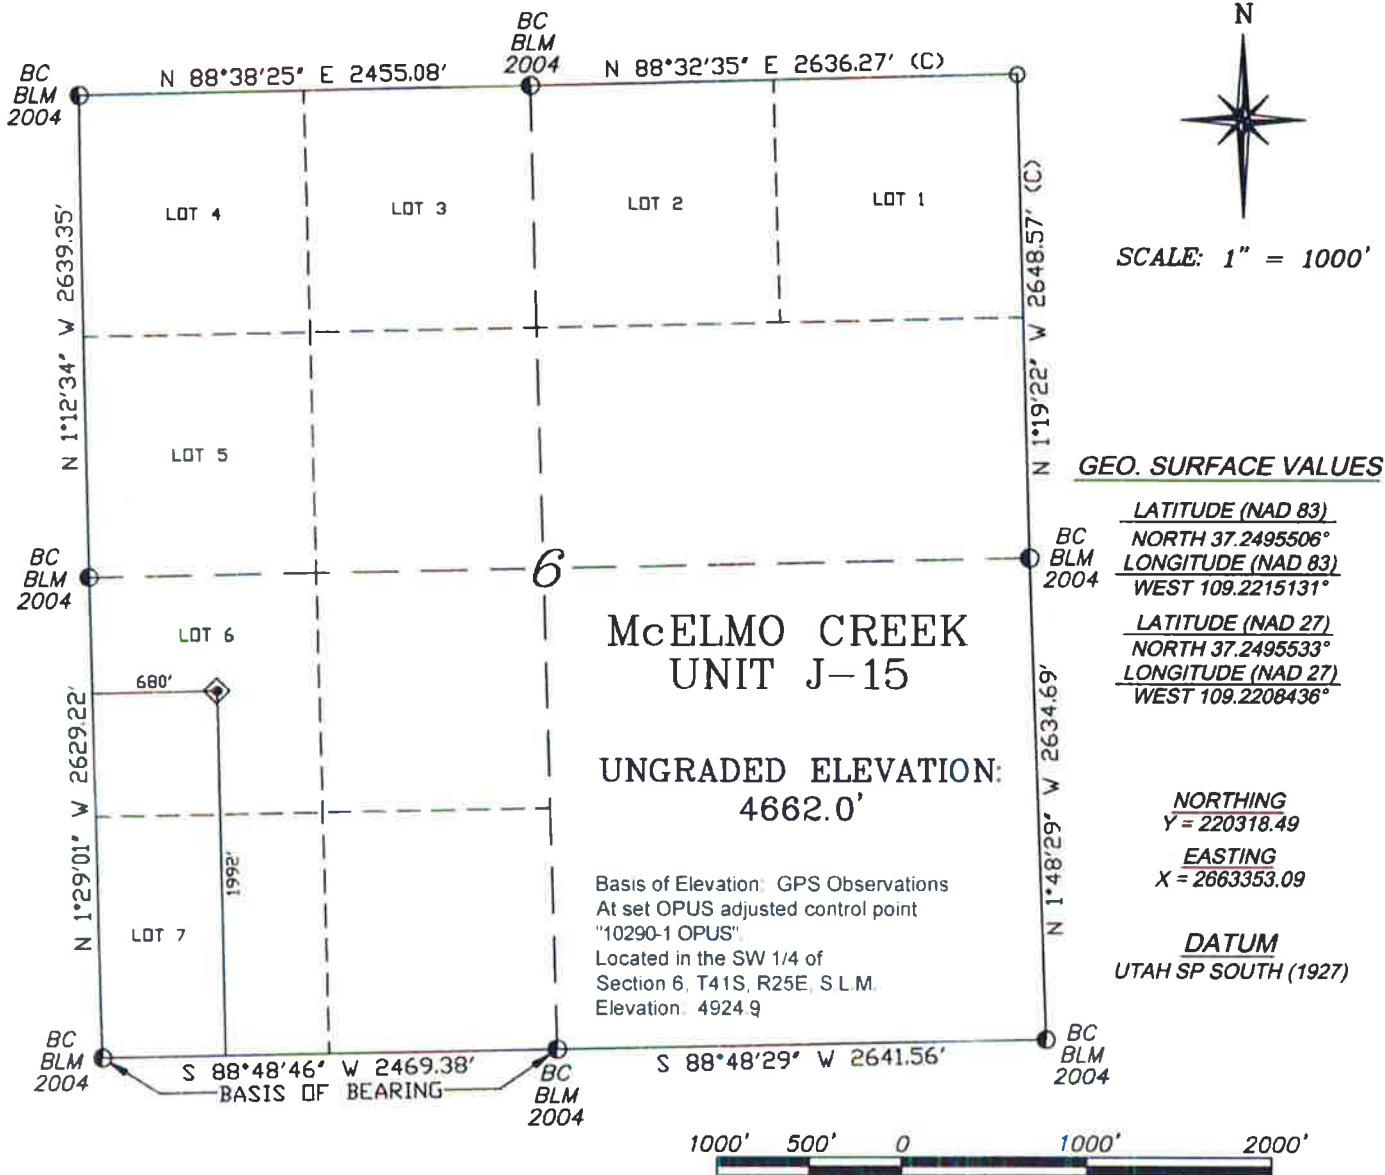 BC
BLM
2004
N 88°38'25" E 2455.08'
BC
BLM
2004
N 88°32'35" E 2636.27' (C)
N
SCALE: 1" = 1000'
LOT 4
LOT 3
LOT 2
LOT 1
N 1°12'34" W 2639.35'
N 1°19'22" W 2648.57' (C)
LOT 5
GEO. SURFACE VALUES
LATITUDE (NAD 83)
NORTH 37.2495506°
LONGITUDE (NAD 83)
WEST 109.2215131°
LATITUDE (NAD 27)
NORTH 37.2495533°
LONGITUDE (NAD 27)
WEST 109.2208436°
BC
BLM
2004
6
BC
BLM
2004
LOT 6
680'
McELMO CREEK
UNIT J-15
UNGRADED ELEVATION:
4662.0'
N 1°29'01" W 2629.22'
1992'
N 1°48'29" W 2634.69'
NORTHING
Y = 220318.49
EASTING
X = 2663353.09
DATUM
UTAH SP SOUTH (1927)
LOT 7
Basis of Elevation: GPS Observations
At set OPUS adjusted control point
"10290-1 OPUS".
Located in the SW 1/4 of
Section 6, T41S, R25E, S.L.M.
Elevation: 4924.9
BC
BLM
2004
S 88°48'46" W 2469.38'
BASIS OF BEARING
BC
BLM
2004
S 88°48'29" W 2641.56'
BC
BLM
2004
1000' 500' 0 1000' 2000'